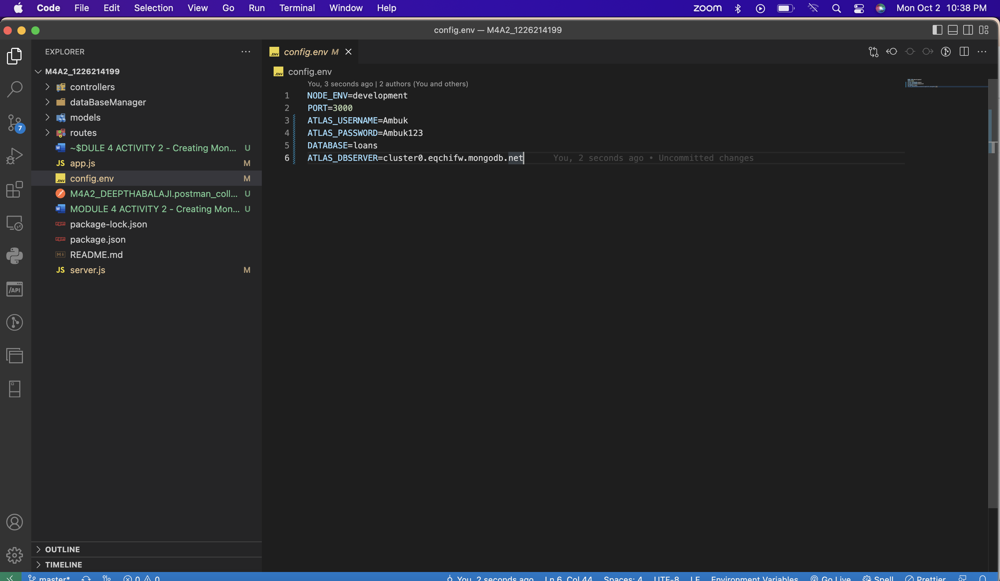 Code File Edit Selection View Go Run Terminal Window Help zoom Mon Oct 2 10:38 PM
config.env — M4A2_1226214199
EXPLORER
M4A2_1226214199
controllers
dataBaseManager
models
routes
~$DULE 4 ACTIVITY 2 - Creating Mon... U
JS app.js M
.ENV config.env M
M4A2_DEEPTHABALAJI.postman_coll... U
W MODULE 4 ACTIVITY 2 - Creating Mon... U
package-lock.json
package.json
README.md
JS server.js M
7
/API
OUTLINE
TIMELINE
.ENV config.env M
.ENV config.env
You, 3 seconds ago | 2 authors (You and others)
1 NODE_ENV=development
2 PORT=3000
3 ATLAS_USERNAME=Ambuk
4 ATLAS_PASSWORD=Ambuk123
5 DATABASE=loans
6 ATLAS_DBSERVER=cluster0.eqchifw.mongodb.net You, 2 seconds ago • Uncommitted changes
master* 0 0 You, 2 seconds ago Ln 6, Col 44 Spaces: 4 UTF-8 LF Environment Variables Go Live Spell Prettier